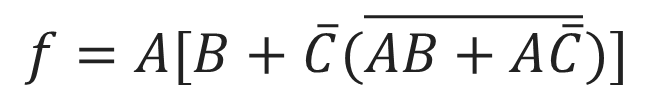 f = A[B + C̄(\overline{AB + AC̄})]